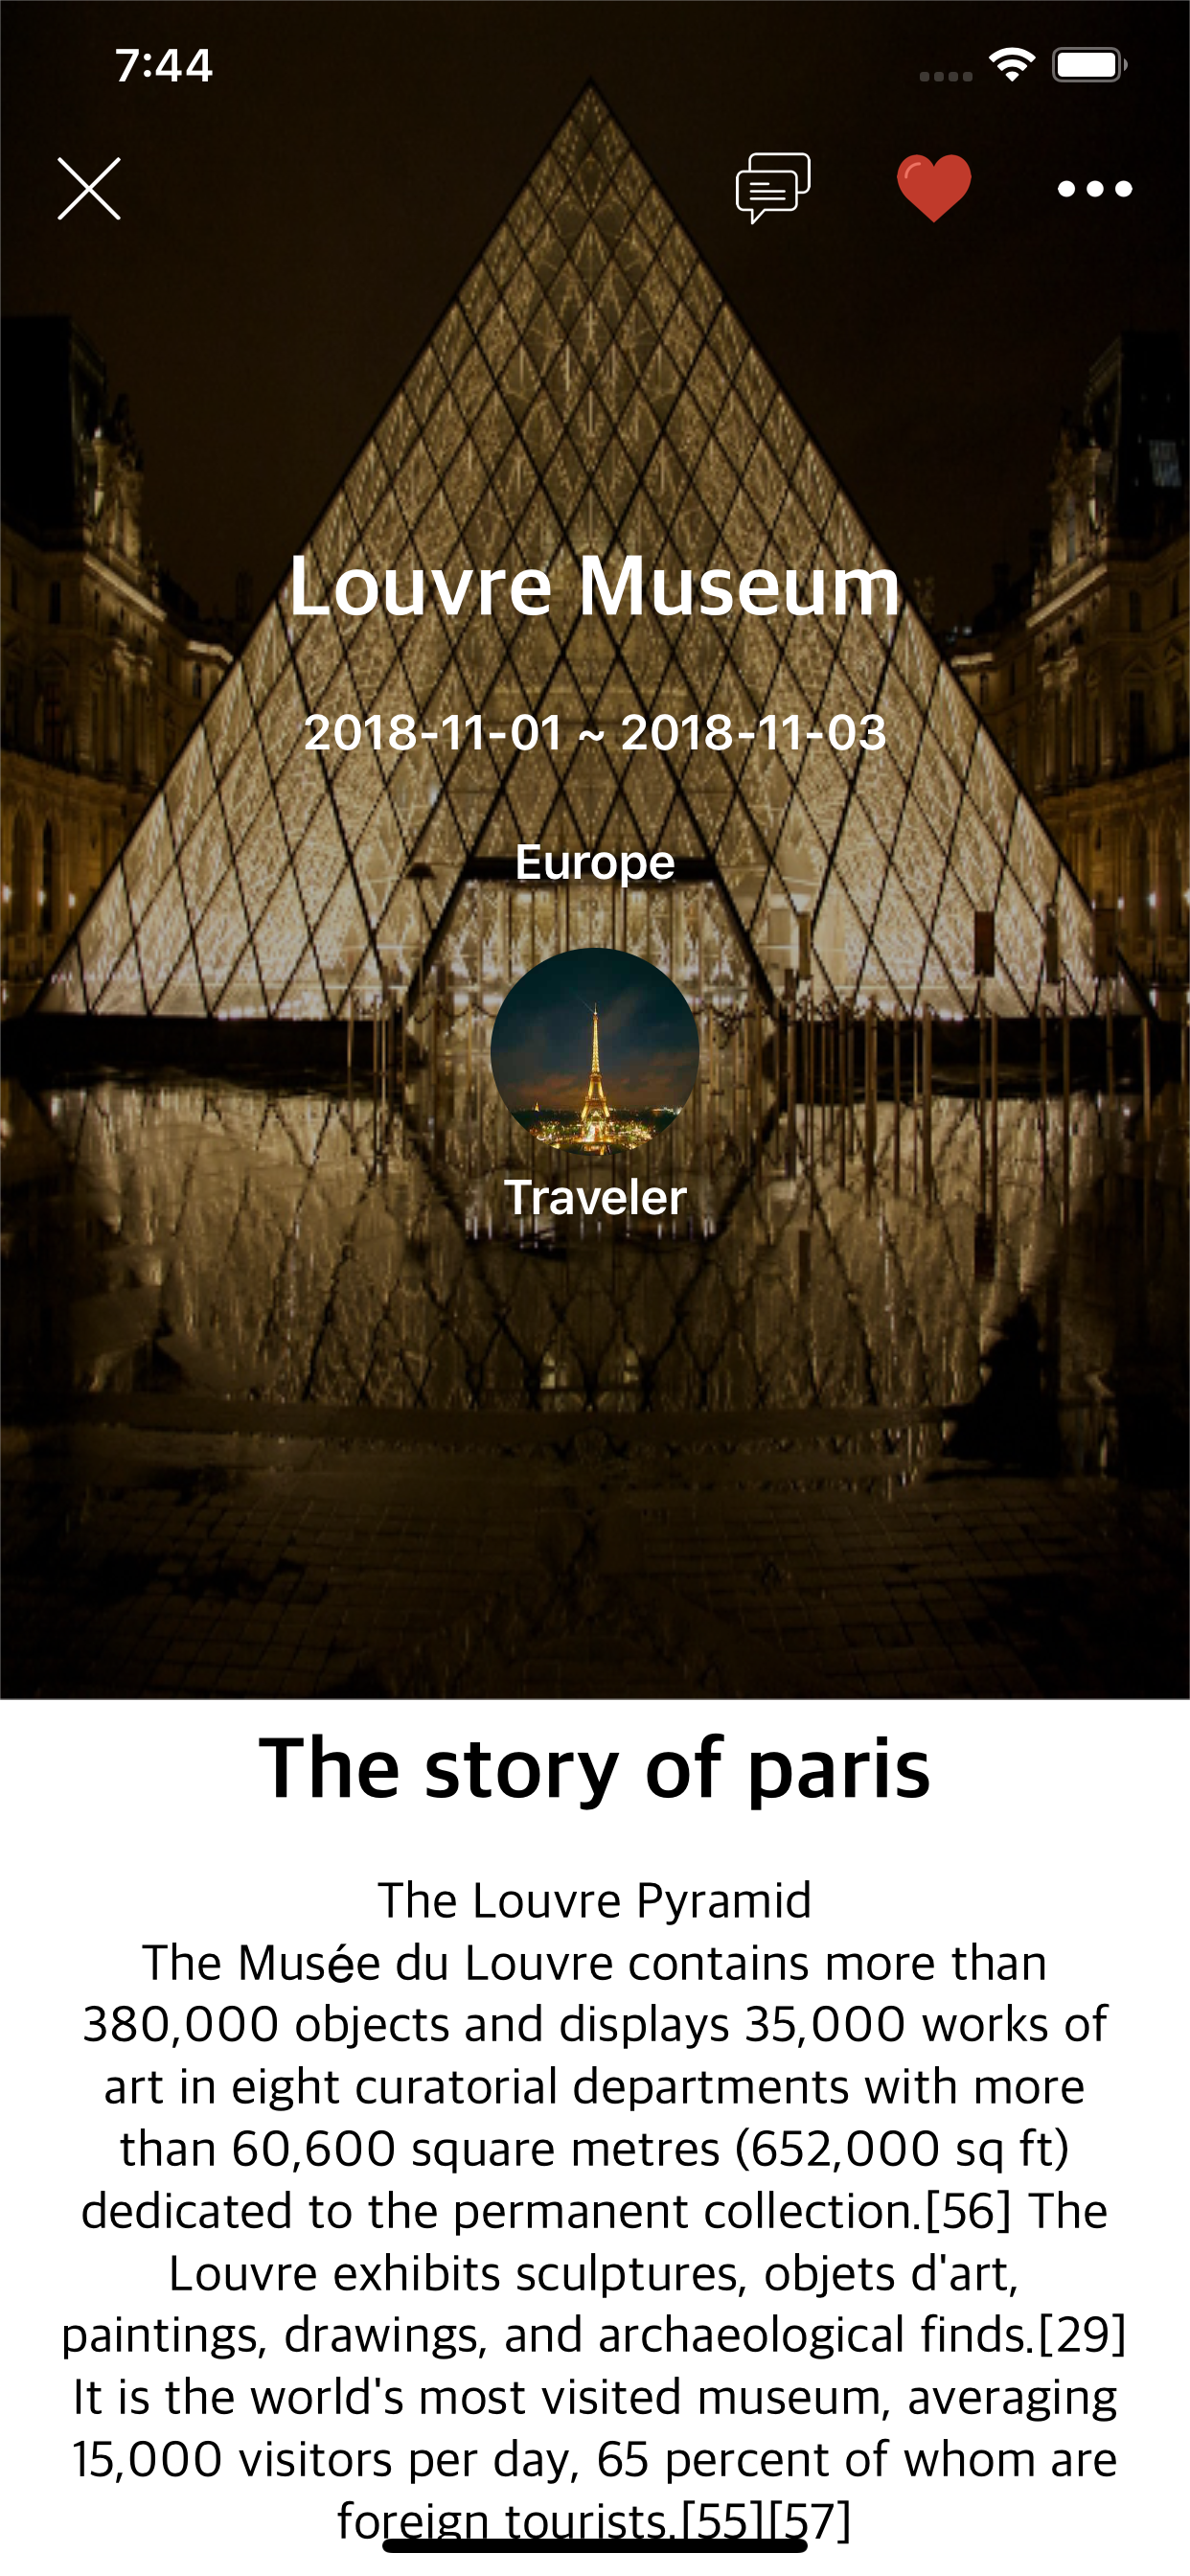 7:44
Louvre Museum
2018-11-01 ~ 2018-11-03
Europe
Traveler
The story of paris
The Louvre Pyramid
The Musée du Louvre contains more than
380,000 objects and displays 35,000 works of
art in eight curatorial departments with more
than 60,600 square metres (652,000 sq ft)
dedicated to the permanent collection.[56] The
Louvre exhibits sculptures, objets d'art,
paintings, drawings, and archaeological finds.[29]
It is the world's most visited museum, averaging
15,000 visitors per day, 65 percent of whom are
foreign tourists.[55][57]